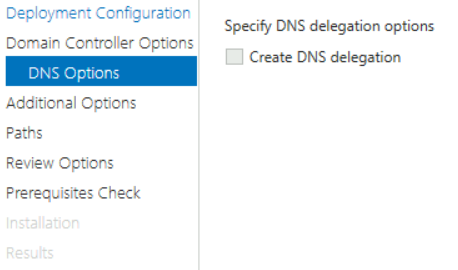 Deployment Configuration
Domain Controller Options
DNS Options
Additional Options
Paths
Review Options
Prerequisites Check
Installation
Results
Specify DNS delegation options
Create DNS delegation